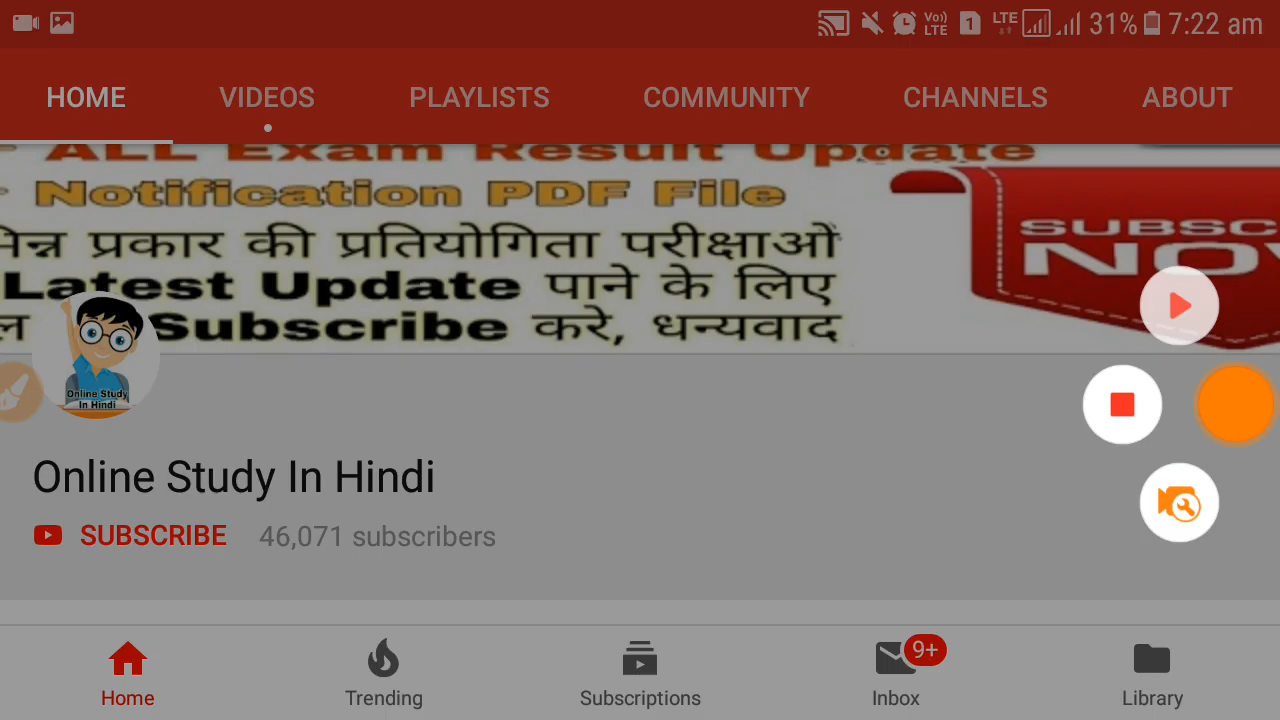 Vo)) LTE 1 LTE 31% 7:22 am
HOME VIDEOS PLAYLISTS COMMUNITY CHANNELS ABOUT
ALL Exam Result Update
Notification PDF File
प्रकार की प्रतियोगिता परीक्षाओं
Latest Update पाने के लिए
Subscribe करे, धन्यवाद
Online Study
In Hindi
Online Study In Hindi
SUBSCRIBE 46,071 subscribers
9+
Home Trending Subscriptions Inbox Library